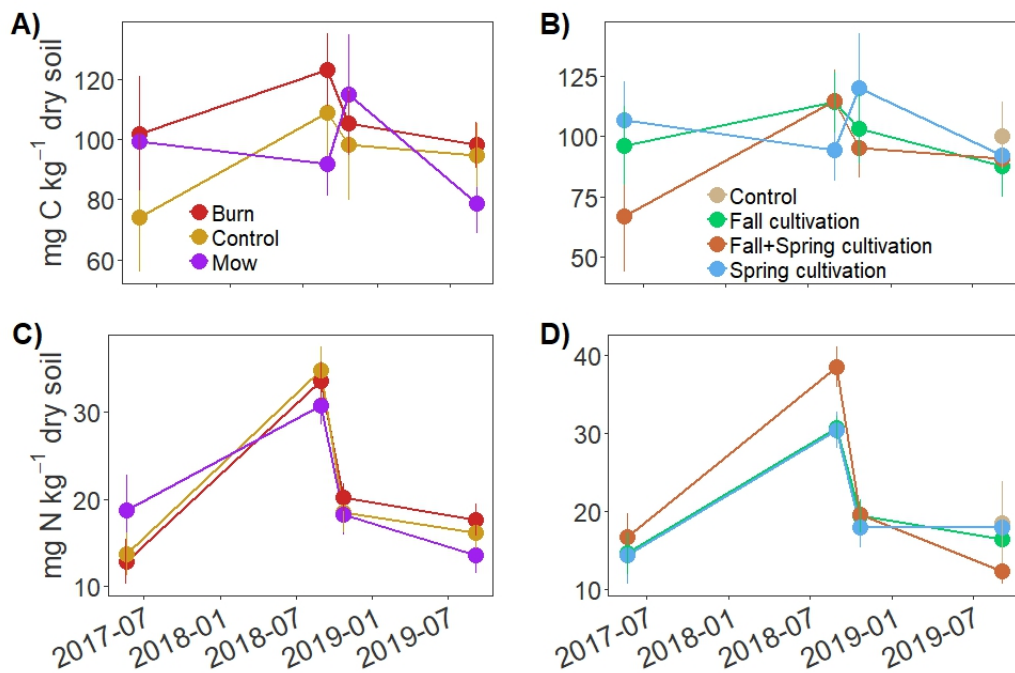 A)
mg C kg⁻¹ dry soil
120
100
80
60
Burn
Control
Mow
B)
125
100
75
50
Control
Fall cultivation
Fall+Spring cultivation
Spring cultivation
C)
mg N kg⁻¹ dry soil
30
20
10
2017-07
2018-01
2018-07
2019-01
2019-07
D)
40
30
20
10
2017-07
2018-01
2018-07
2019-01
2019-07